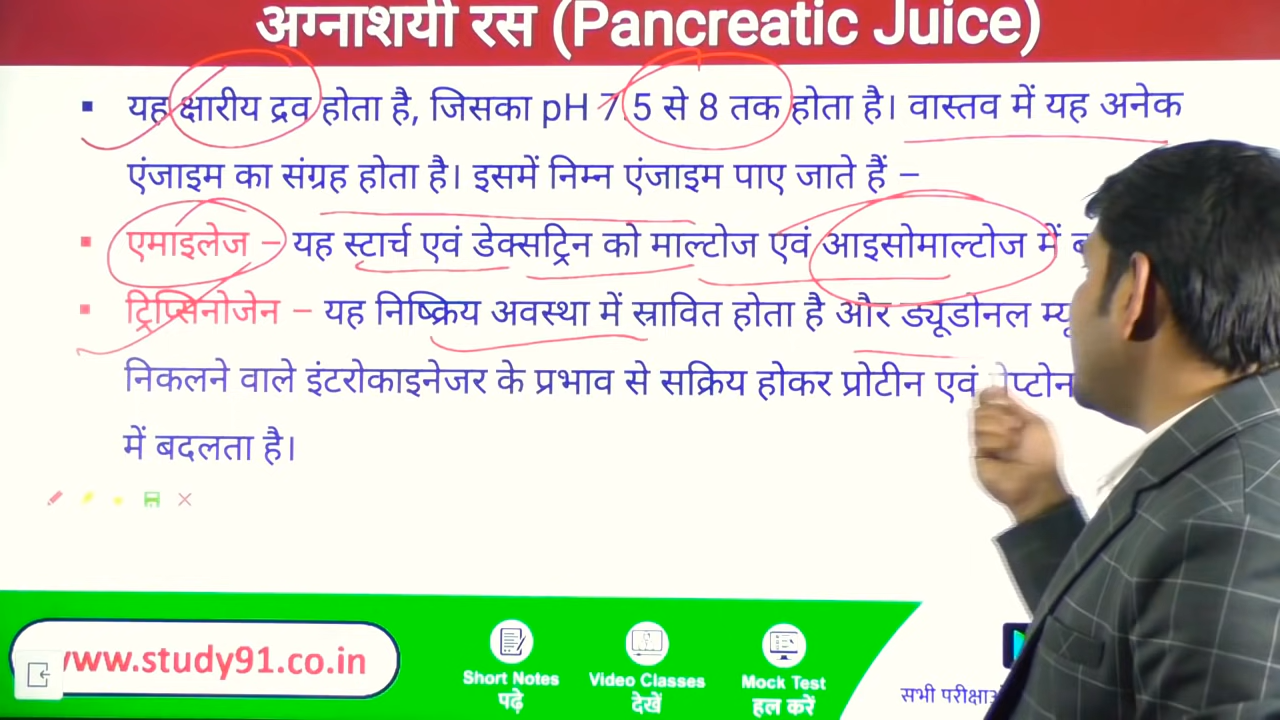 अग्नाशयी रस (Pancreatic Juice)
यह क्षारीय द्रव होता है, जिसका pH 7.5 से 8 तक होता है। वास्तव में यह अनेक
एंजाइम का संग्रह होता है। इसमें निम्न एंजाइम पाए जाते हैं –
एमाइलेज – यह स्टार्च एवं डेक्सट्रिन को माल्टोज एवं आइसोमाल्टोज में
ट्रिप्सिनोजेन – यह निष्क्रिय अवस्था में स्रावित होता है और ड्यूडोनल
निकलने वाले इंटरोकाइनेजर के प्रभाव से सक्रिय होकर प्रोटीन एवं
में बदलता है।
www.study91.co.in
Short Notes
पढ़े
Video Classes
देखें
Mock Test
हल करें
सभी